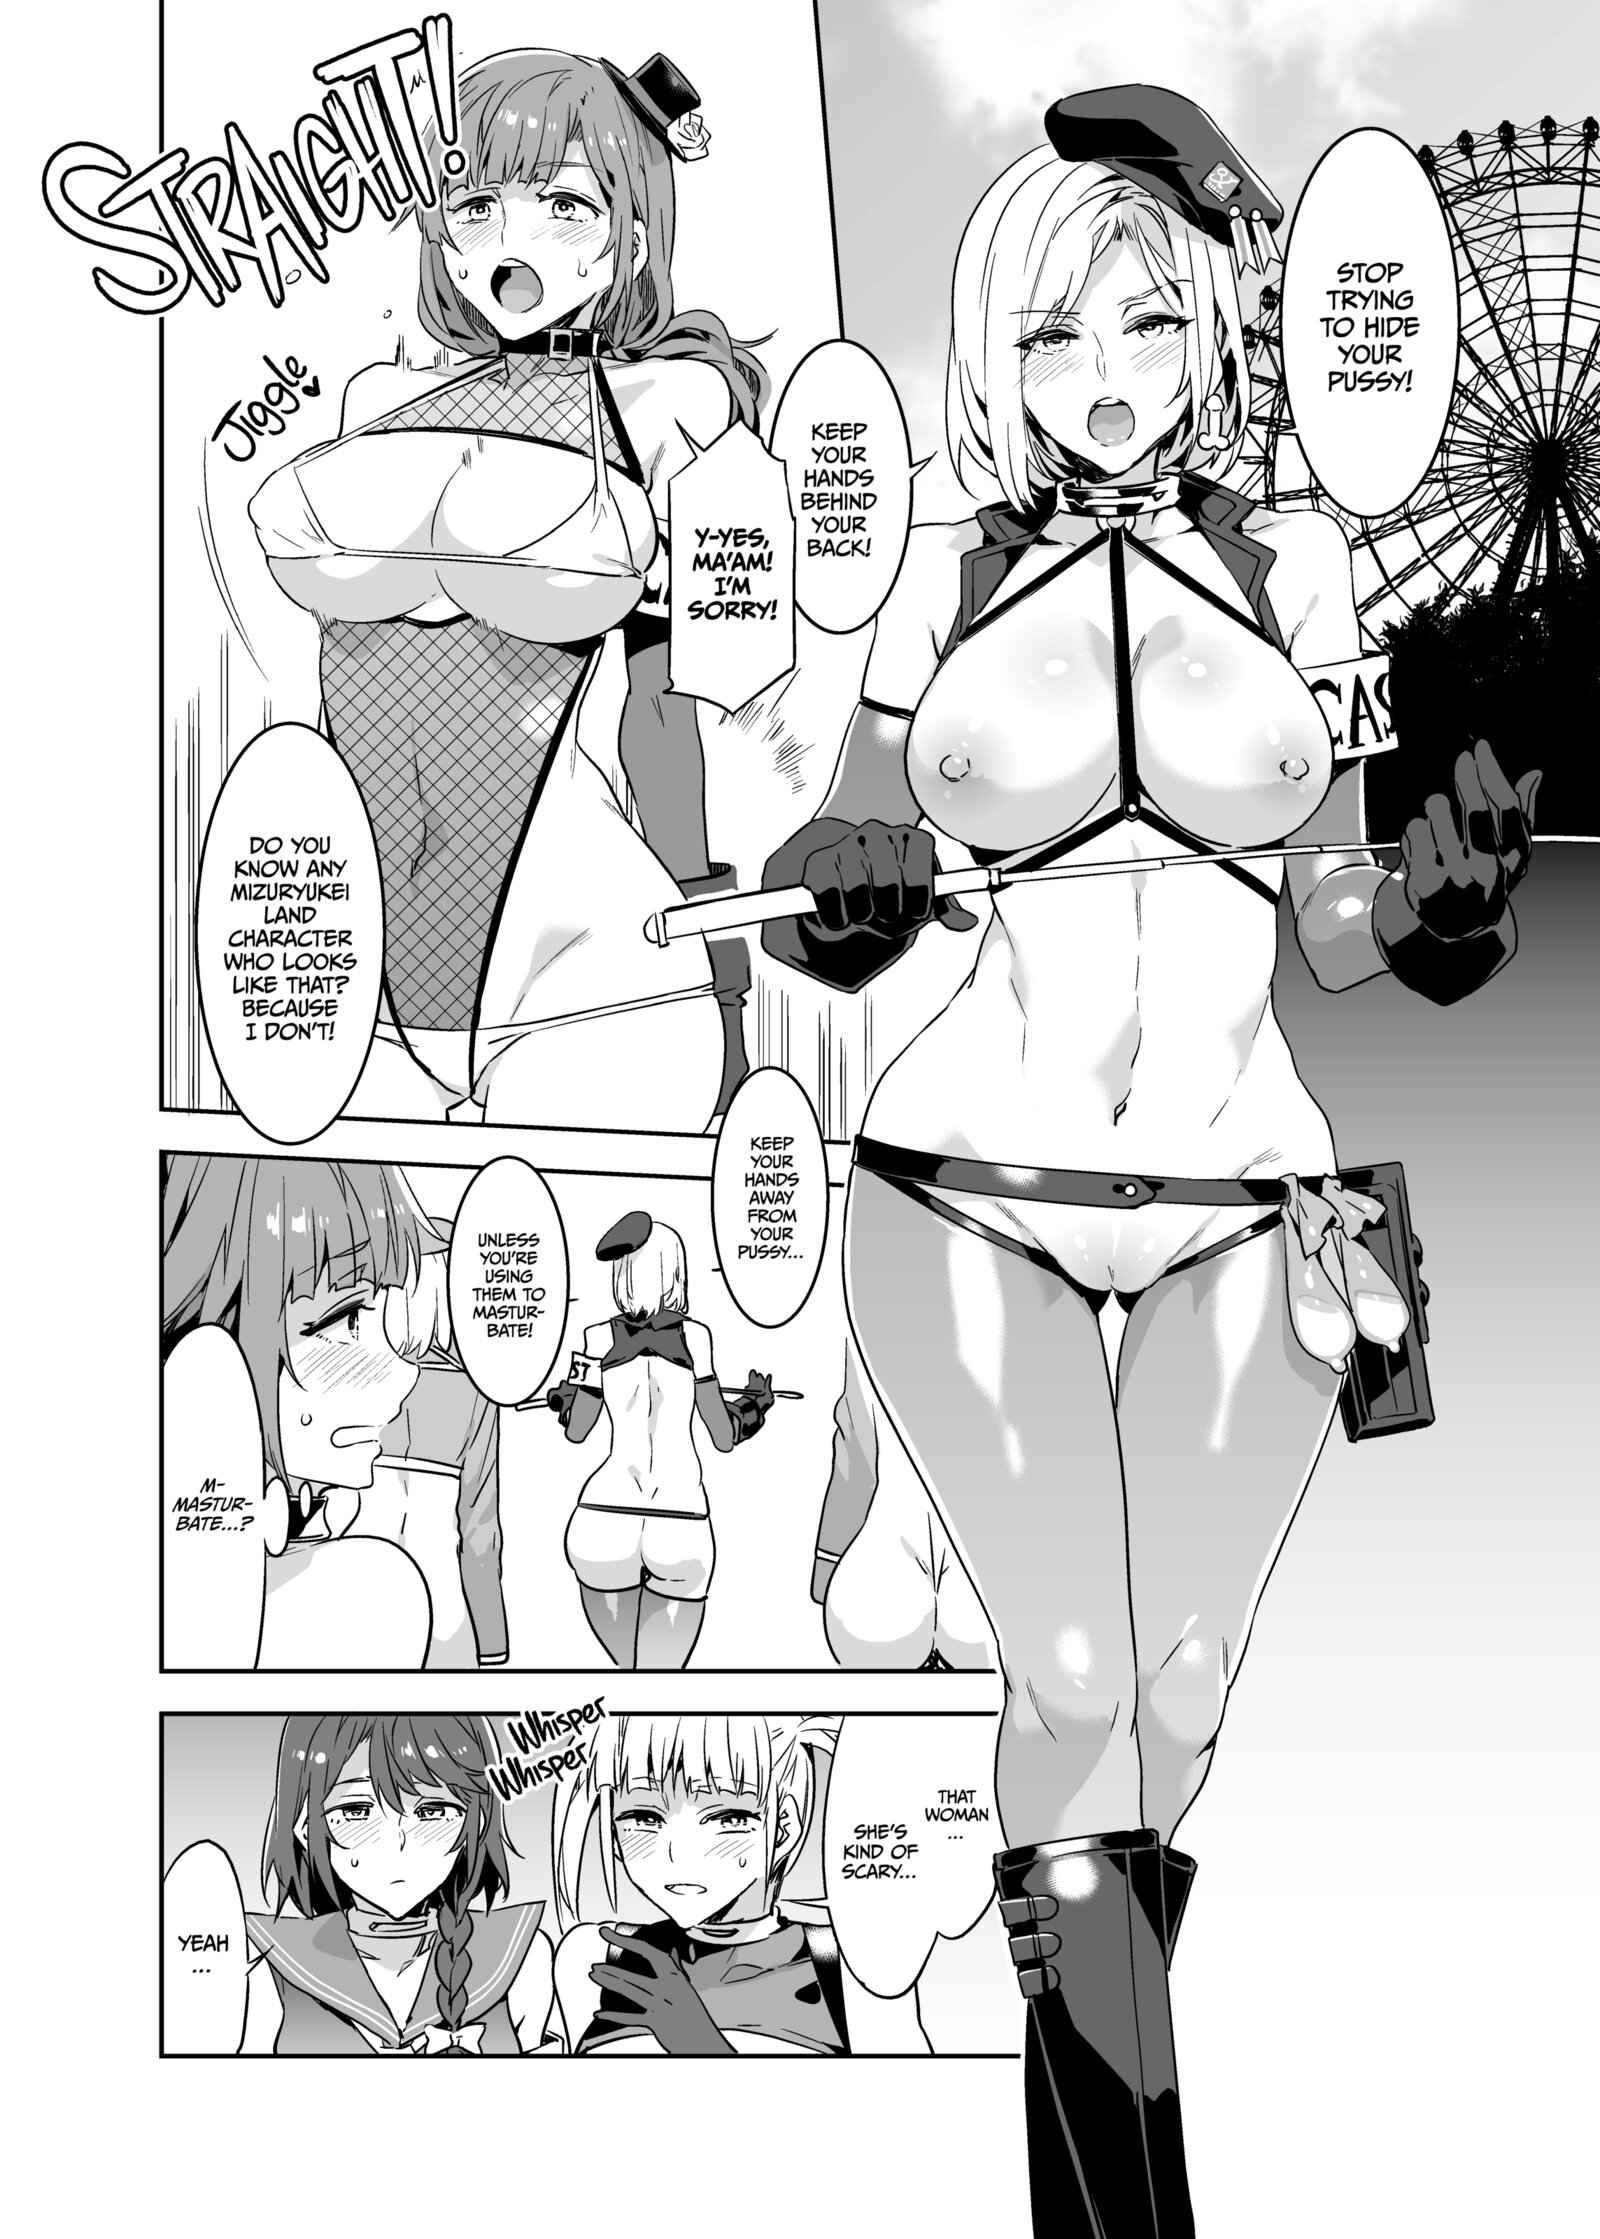 STOP
TRYING
TO HIDE
YOUR
PUSSY!
KEEP
YOUR
HANDS
BEHIND
YOUR
BACK!
STRAIGHT!
Jiggle
Y-YES,
MA'AM!
I'M
SORRY!
CAS
DO YOU
KNOW ANY
MIZURYUKEI
LAND
CHARACTER
WHO LOOKS
LIKE THAT?
BECAUSE
I DON'T!
KEEP
YOUR
HANDS
AWAY
FROM
YOUR
PUSSY...
UNLESS
YOU'RE
USING
THEM TO
MASTUR-
BATE!
ST
M-
MASTUR-
BATE...?
THAT
WOMAN
...
SHE'S
KIND OF
SCARY...
Whisper
Whisper
YEAH
...